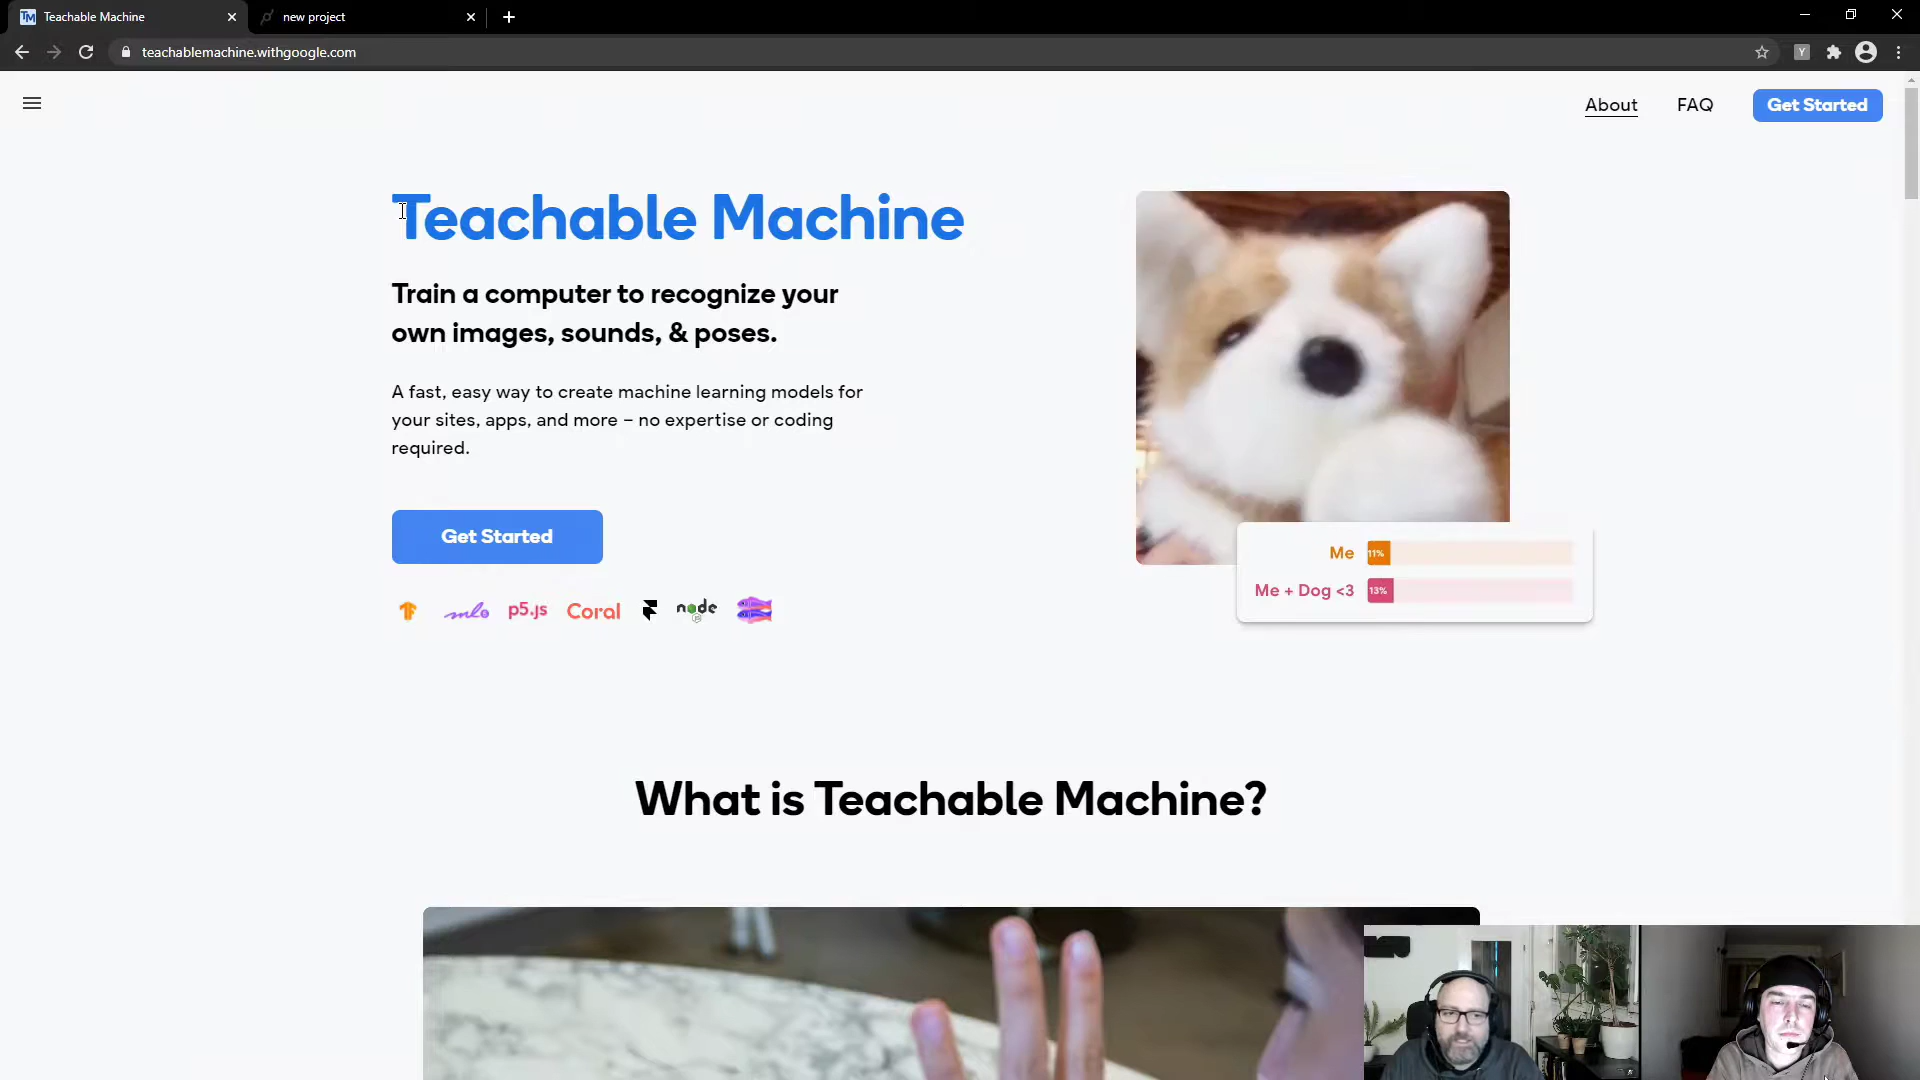 Teachable Machine
new project
teachablemachine.withgoogle.com
Y
About
FAQ
Get Started
Teachable Machine
Train a computer to recognize your
own images, sounds, & poses.
A fast, easy way to create machine learning models for
your sites, apps, and more – no expertise or coding
required.
Get Started
ml5 p5.js Coral node
Me 11%
Me + Dog <3 13%
What is Teachable Machine?